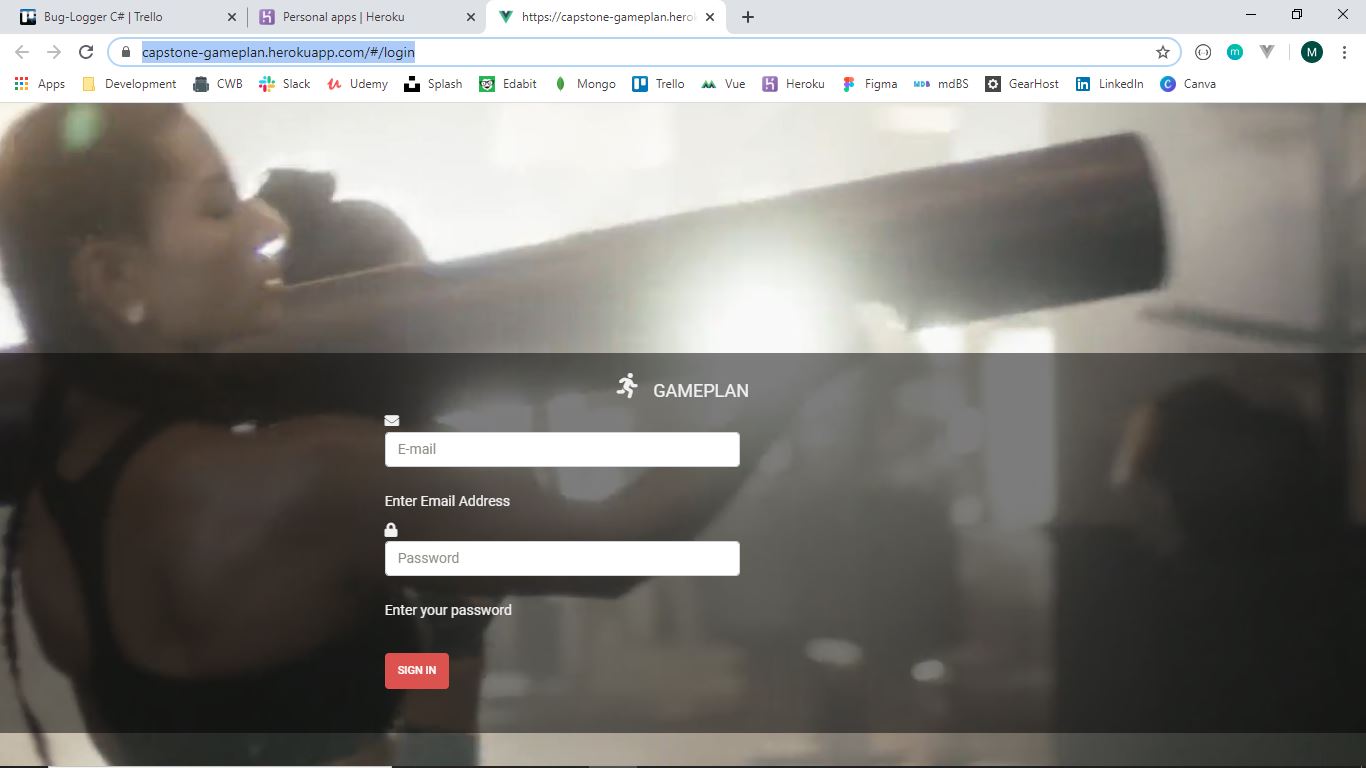 Bug-Logger C# | Trello
Personal apps | Heroku
https://capstone-gameplan.hero
capstone-gameplan.herokuapp.com/#/login
M
Apps Development CWB Slack Udemy Splash Edabit Mongo Trello Vue Heroku Figma mdBS GearHost LinkedIn Canva
GAMEPLAN
E-mail
Enter Email Address
Password
Enter your password
SIGN IN